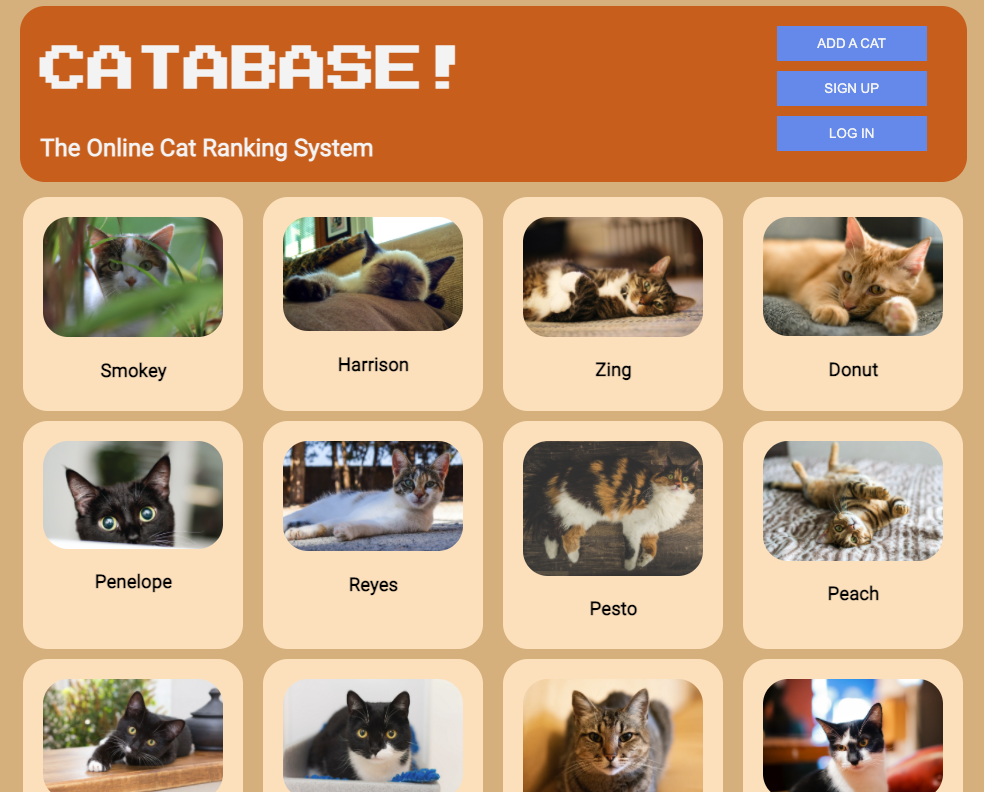 CATABASE!
The Online Cat Ranking System
ADD A CAT
SIGN UP
LOG IN
Smokey
Harrison
Zing
Donut
Penelope
Reyes
Pesto
Peach